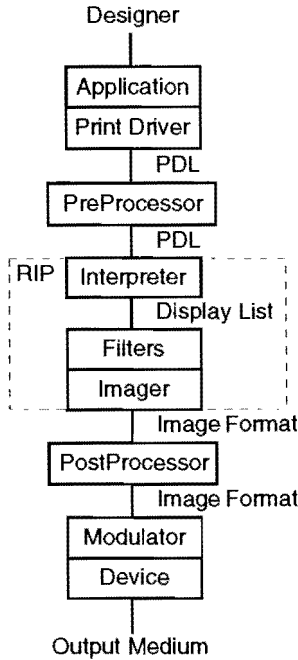 Designer
Application
Print Driver
PDL
PreProcessor
PDL
RIP
Interpreter
Display List
Filters
Imager
Image Format
PostProcessor
Image Format
Modulator
Device
Output Medium